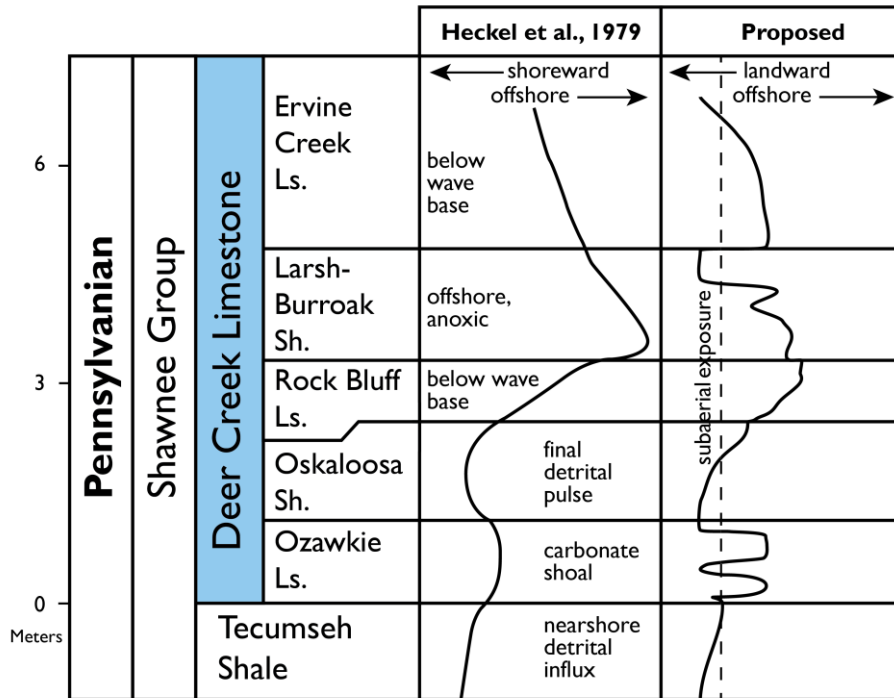 Heckel et al., 1979
Proposed
shoreward
offshore
landward
offshore
6
3
0
Meters
Pennsylvanian
Shawnee Group
Deer Creek Limestone
Ervine
Creek
Ls.
below
wave
base
Larsh-
Burroak
Sh.
offshore,
anoxic
Rock Bluff
Ls.
below wave
base
subaerial exposure
Oskaloosa
Sh.
final
detrital
pulse
Ozawkie
Ls.
carbonate
shoal
Tecumseh
Shale
nearshore
detrital
influx